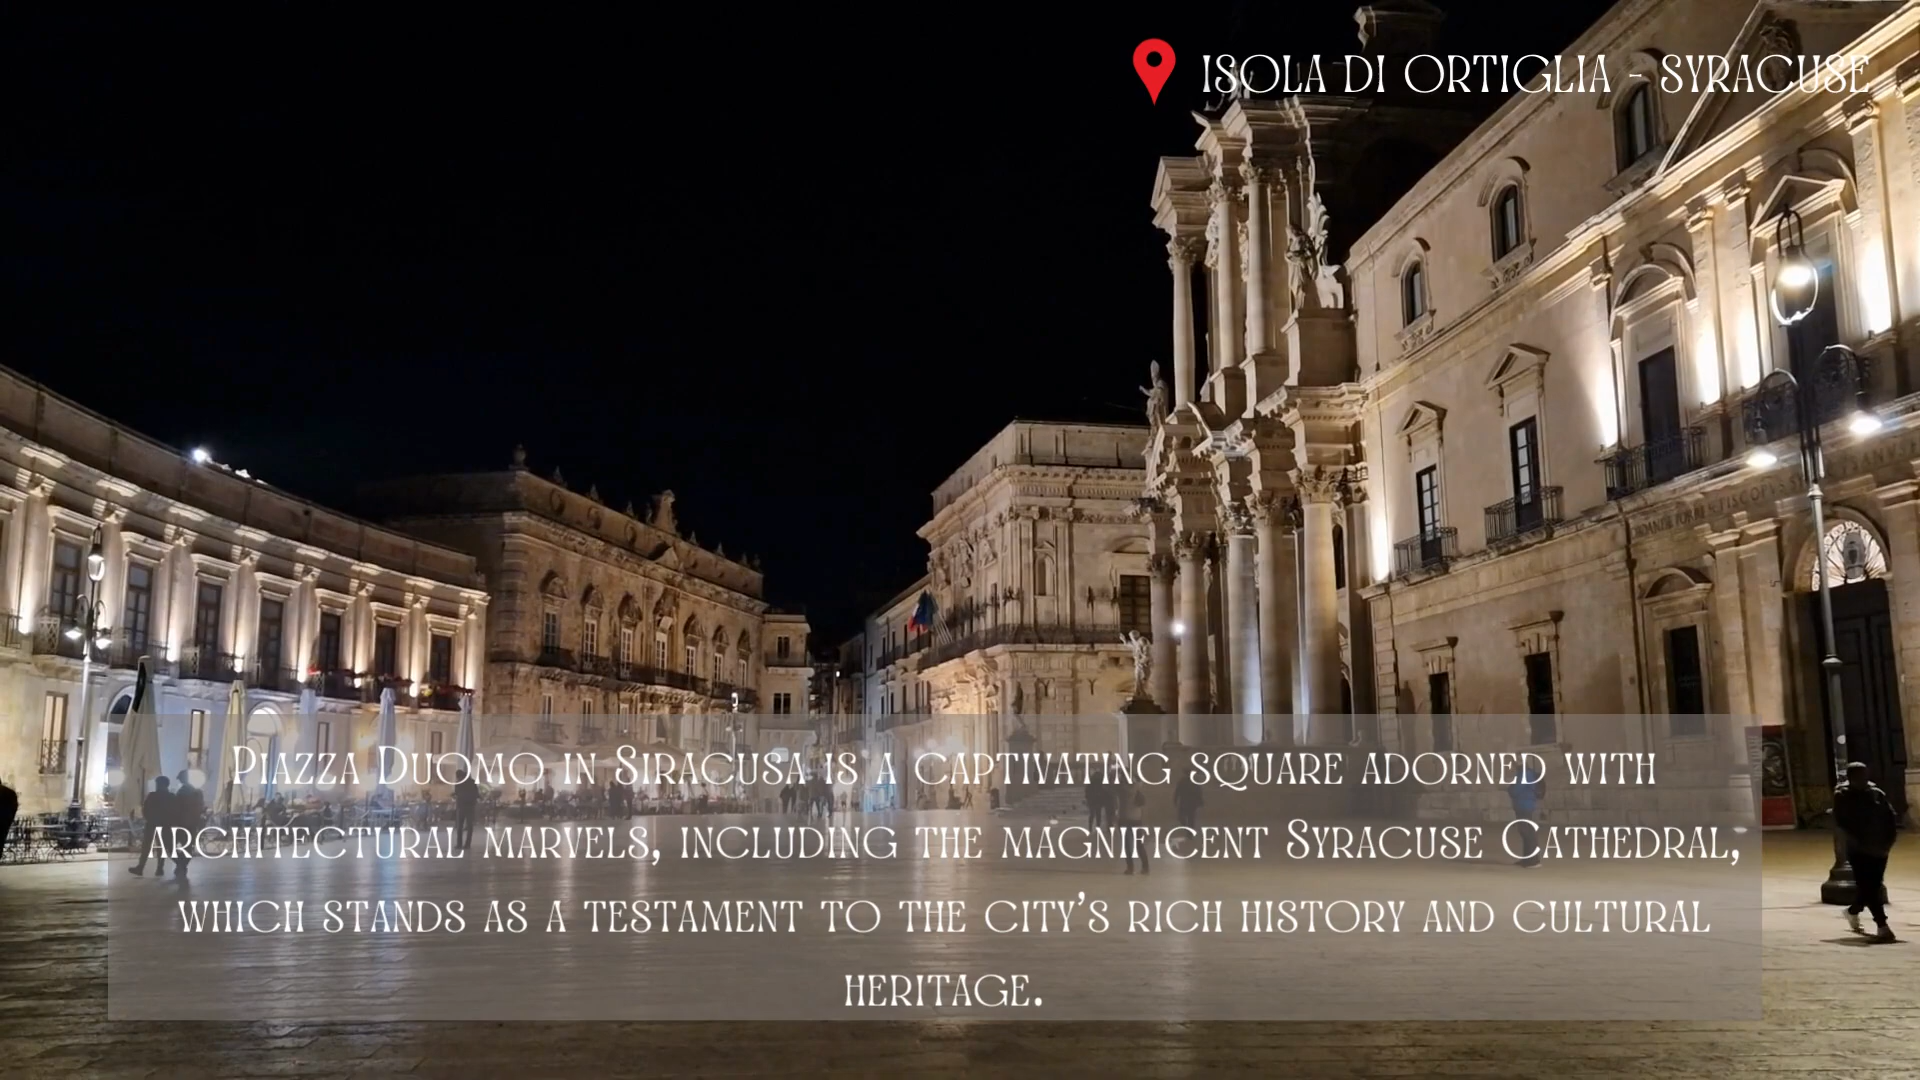 ISOLA DI ORTIGLIA - SYRACUSE
Piazza Duomo in Siracusa is a captivating square adorned with
architectural marvels, including the magnificent Syracuse Cathedral,
which stands as a testament to the city's rich history and cultural
heritage.